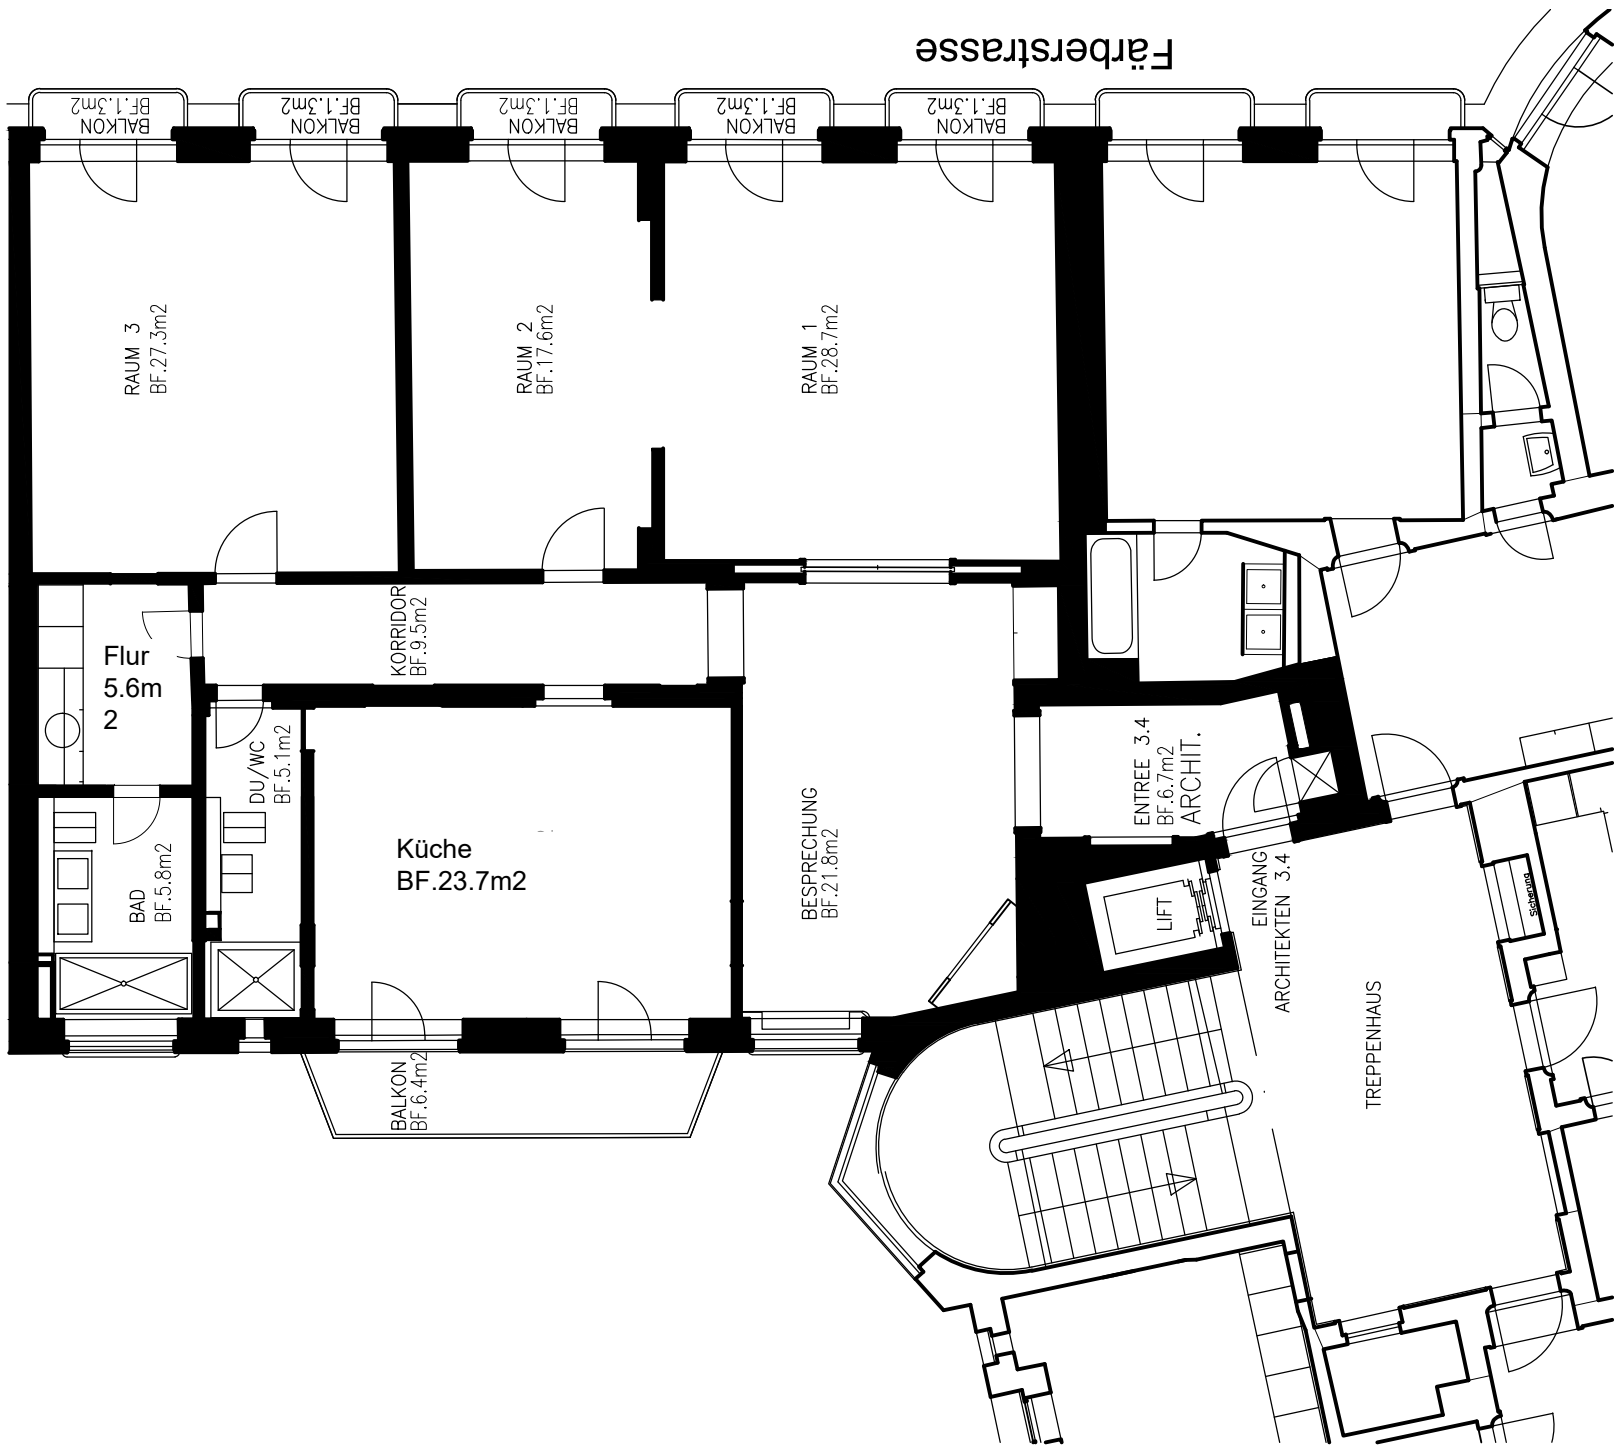 Färberstrasse
BALKON
BF.1.3m2
BALKON
BF.1.3m2
BALKON
BF.1.3m2
BALKON
BF.1.3m2
BALKON
BF.1.3m2
RAUM 3
BF.27.3m2
RAUM 2
BF.17.6m2
RAUM 1
BF.28.7m2
KORRIDOR
BF.9.5m2
Flur
5.6m
2
DU/WC
BF.5.1m2
BAD
BF.5.8m2
Küche
BF.23.7m2
BESPRECHUNG
BF.21.8m2
ENTREE 3.4
BF.6.7m2
ARCHIT.
LIFT
EINGANG
ARCHITEKTEN 3.4
Sicherung
TREPPENHAUS
BALKON
BF.6.4m2